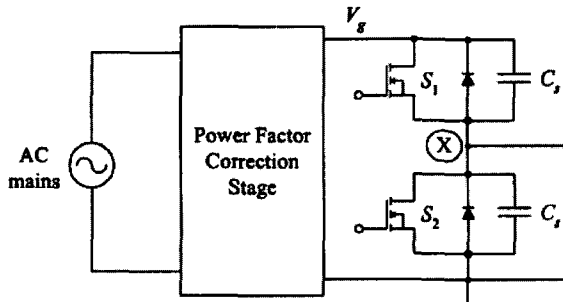 V_g
S_1
C_s
Power Factor
Correction
Stage
X
AC
mains
S_2
C_s